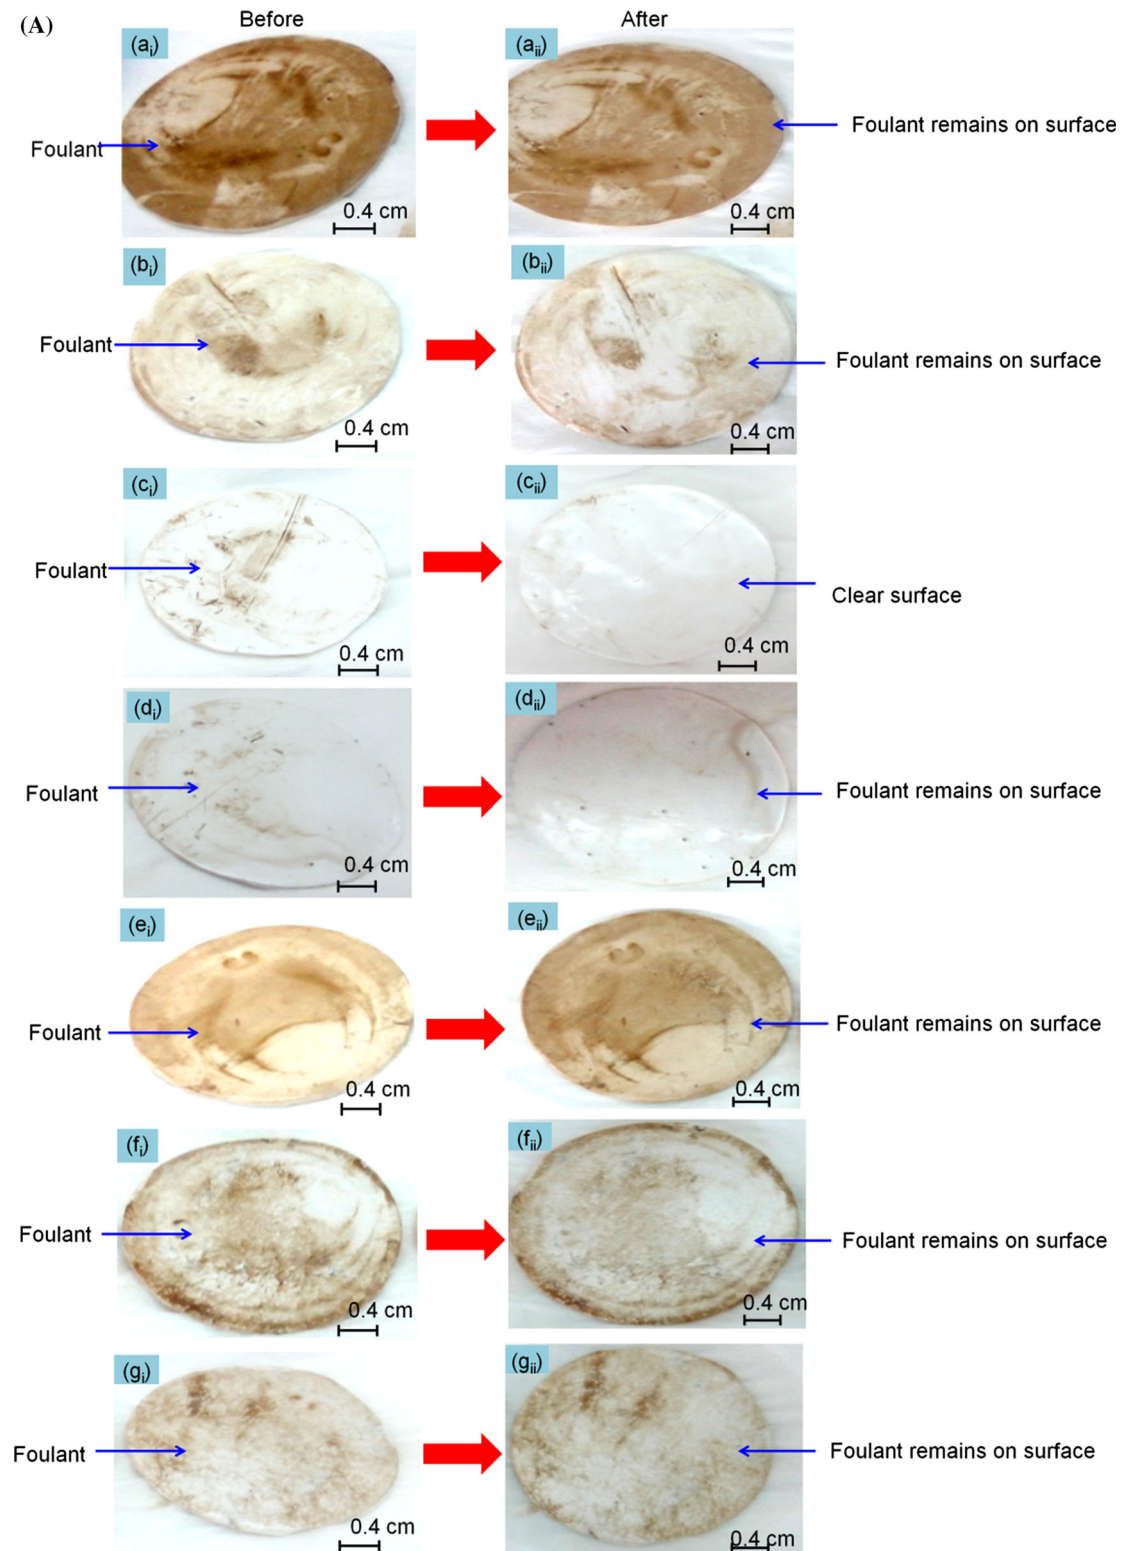 (A)
Before
After
(ai)
(aii)
Foulant
Foulant remains on surface
0.4 cm
0.4 cm
(bi)
(bii)
Foulant
Foulant remains on surface
0.4 cm
0.4 cm
(ci)
(cii)
Foulant
Clear surface
0.4 cm
0.4 cm
(di)
(dii)
Foulant
Foulant remains on surface
0.4 cm
0.4 cm
(ei)
(eii)
Foulant
Foulant remains on surface
0.4 cm
0.4 cm
(fi)
(fii)
Foulant
Foulant remains on surface
0.4 cm
0.4 cm
(gi)
(gii)
Foulant
Foulant remains on surface
0.4 cm
0.4 cm